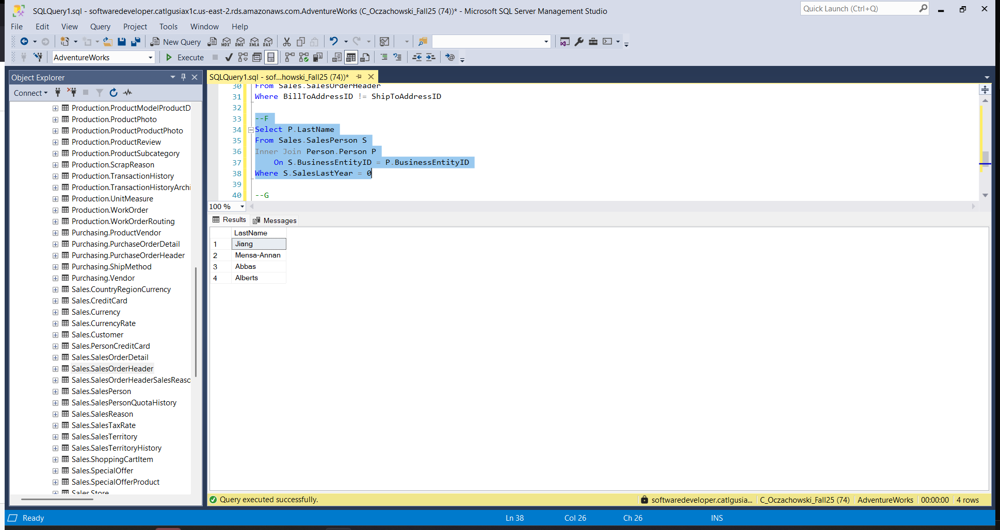 SQLQuery1.sql - softwaredeveloper.catlgusiax1c.us-east-2.rds.amazonaws.com.AdventureWorks (C_Oczachowski_Fall25 (74))* - Microsoft SQL Server Management Studio
Quick Launch (Ctrl+Q)
File Edit View Query Project Tools Window Help
New Query MDX DMX XMLA DAX
AdventureWorks Execute
Object Explorer
SQLQuery1.sql - sof...howski_Fall25 (74))*
Connect
Production.ProductModelProductD
Production.ProductPhoto
Production.ProductProductPhoto
Production.ProductReview
Production.ProductSubcategory
Production.ScrapReason
Production.TransactionHistory
Production.TransactionHistoryArchi
Production.UnitMeasure
Production.WorkOrder
Production.WorkOrderRouting
Purchasing.ProductVendor
Purchasing.PurchaseOrderDetail
Purchasing.PurchaseOrderHeader
Purchasing.ShipMethod
Purchasing.Vendor
Sales.CountryRegionCurrency
Sales.CreditCard
Sales.Currency
Sales.CurrencyRate
Sales.Customer
Sales.PersonCreditCard
Sales.SalesOrderDetail
Sales.SalesOrderHeader
Sales.SalesOrderHeaderSalesReasc
Sales.SalesPerson
Sales.SalesPersonQuotaHistory
Sales.SalesReason
Sales.SalesTaxRate
Sales.SalesTerritory
Sales.SalesTerritoryHistory
Sales.ShoppingCartItem
Sales.SpecialOffer
Sales.SpecialOfferProduct
Sales.Store
30 From Sales.SalesOrderHeader
31 Where BillToAddressID != ShipToAddressID
32
33 --F
34 Select P.LastName
35 From Sales.SalesPerson S
36 Inner Join Person.Person P
37 On S.BusinessEntityID = P.BusinessEntityID
38 Where S.SalesLastYear = 0
39
40 --G
100 %
Results Messages
LastName
1 Jiang
2 Mensa-Annan
3 Abbas
4 Alberts
Query executed successfully. softwaredeveloper.catlgusia... C_Oczachowski_Fall25 (74) AdventureWorks 00:00:00 4 rows
Ready Ln 38 Col 26 Ch 26 INS